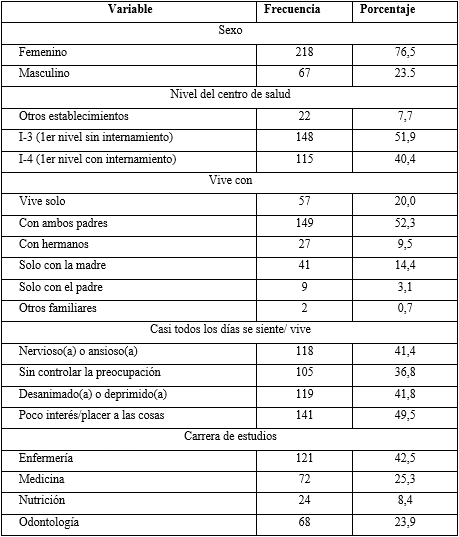 Variable Frecuencia Porcentaje
Sexo
Femenino 218 76,5
Masculino 67 23.5
Nivel del centro de salud
Otros establecimientos 22 7,7
I-3 (1er nivel sin internamiento) 148 51,9
I-4 (1er nivel con internamiento) 115 40,4
Vive con
Vive solo 57 20,0
Con ambos padres 149 52,3
Con hermanos 27 9,5
Solo con la madre 41 14,4
Solo con el padre 9 3,1
Otros familiares 2 0,7
Casi todos los días se siente/ vive
Nervioso(a) o ansioso(a) 118 41,4
Sin controlar la preocupación 105 36,8
Desanimado(a) o deprimido(a) 119 41,8
Poco interés/placer a las cosas 141 49,5
Carrera de estudios
Enfermería 121 42,5
Medicina 72 25,3
Nutrición 24 8,4
Odontología 68 23,9